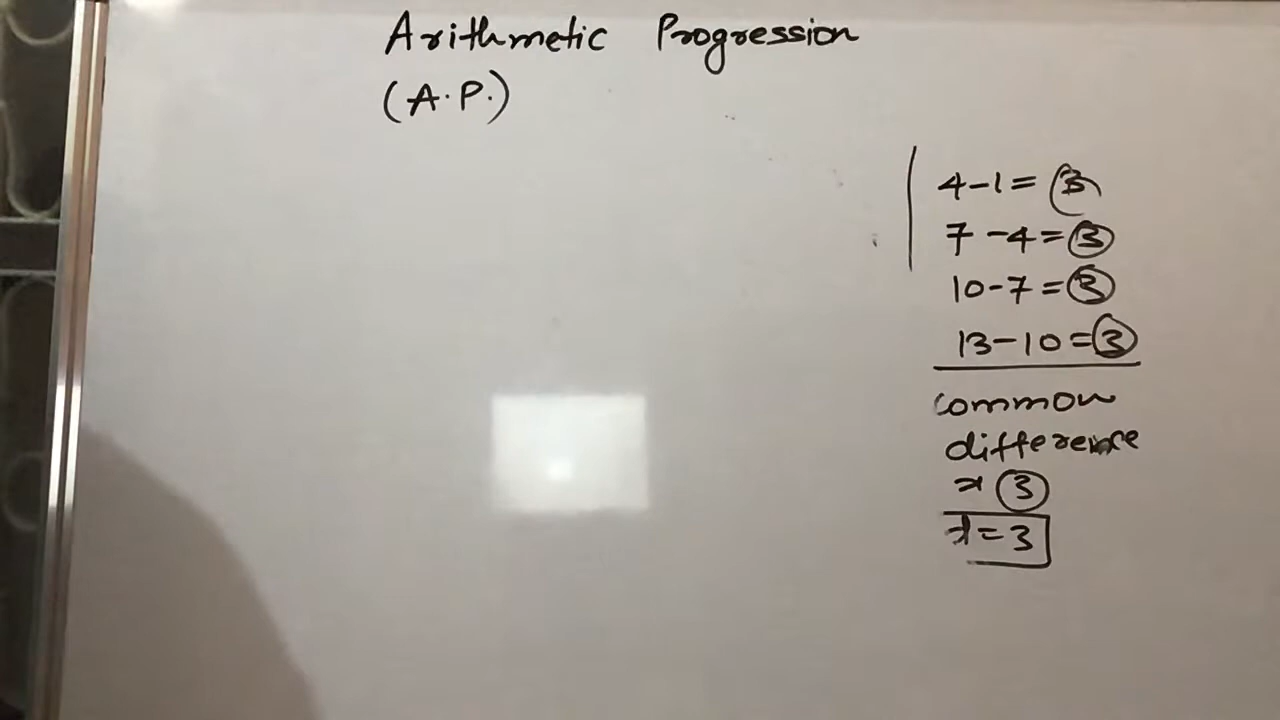 Arithmetic Progression
(A.P.)
4-1=3
7-4=3
10-7=3
13-10=3
common
difference
3
d=3